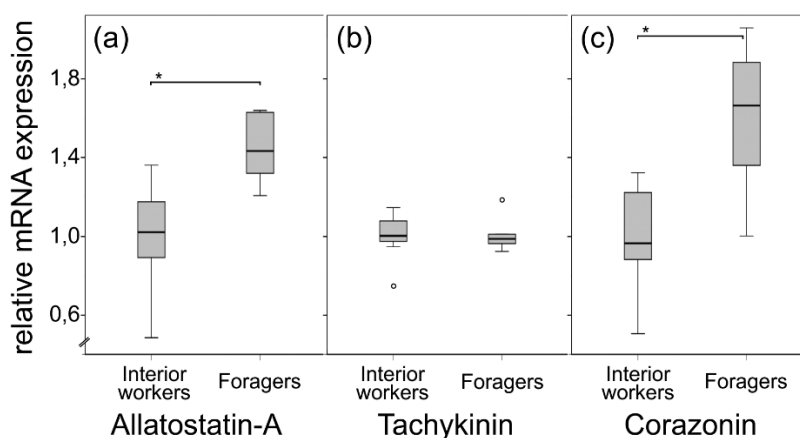 relative mRNA expression
1,8
1,4
1,0
0,6
(a)
*
Interior
workers
Foragers
Allatostatin-A
(b)
Interior
workers
Foragers
Tachykinin
(c)
*
Interior
workers
Foragers
Corazonin